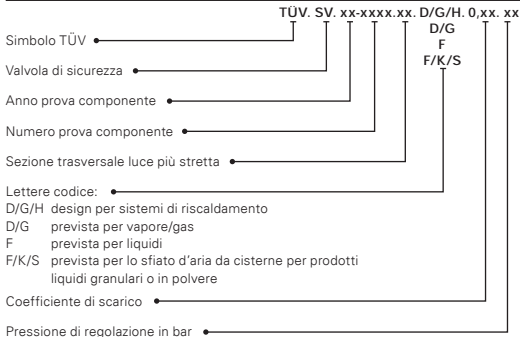 TÜV. SV. xx-xxxx.xx. D/G/H. 0,xx. xx
D/G
F
F/K/S
Simbolo TÜV
Valvola di sicurezza
Anno prova componente
Numero prova componente
Sezione trasversale luce più stretta
Lettere codice:
D/G/H design per sistemi di riscaldamento
D/G prevista per vapore/gas
F prevista per liquidi
F/K/S prevista per lo sfiato d'aria da cisterne per prodotti
liquidi granulari o in polvere
Coefficiente di scarico
Pressione di regolazione in bar